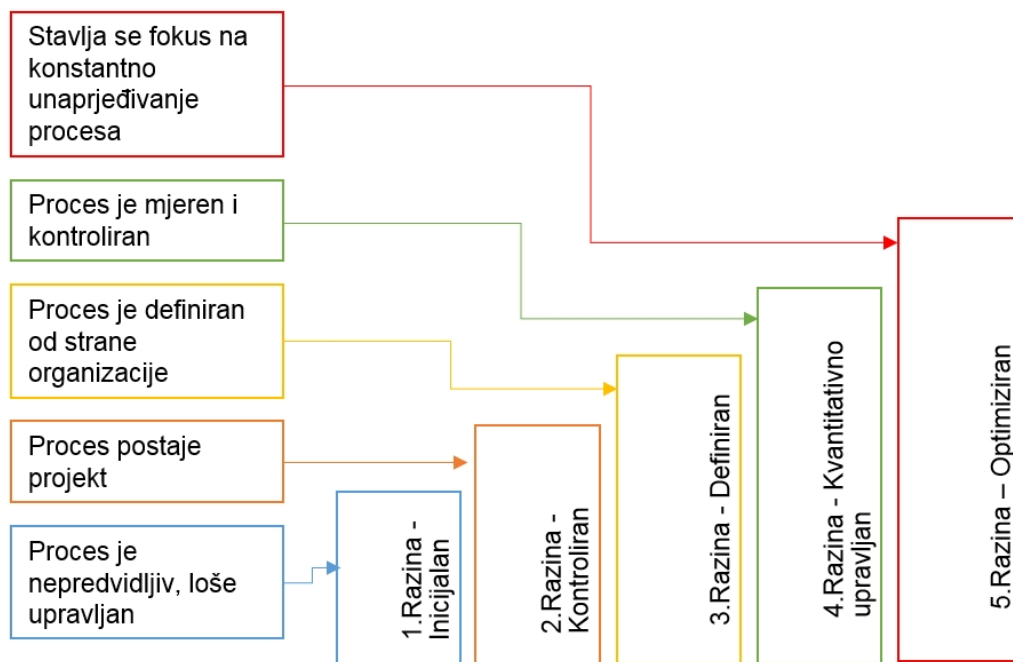 Stavlja se fokus na
konstantno
unaprjeđivanje
procesa
Proces je mjeren i
kontroliran
Proces je definiran
od strane
organizacije
Proces postaje
projekt
Proces je
nepredvidljiv, loše
upravljan
1.Razina -
Inicijalan
2.Razina -
Kontroliran
3.Razina - Definiran
4.Razina - Kvantitativno
upravljan
5.Razina – Optimiziran